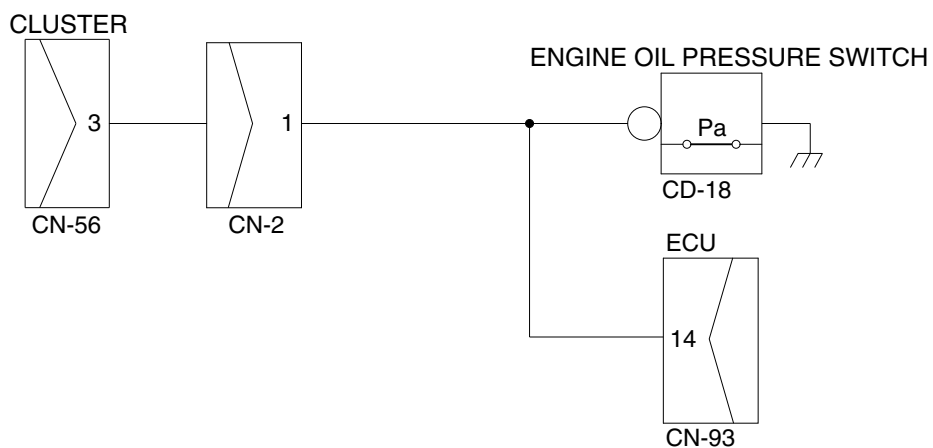 CLUSTER
3
CN-56
1
CN-2
ENGINE OIL PRESSURE SWITCH
Pa
CD-18
ECU
14
CN-93